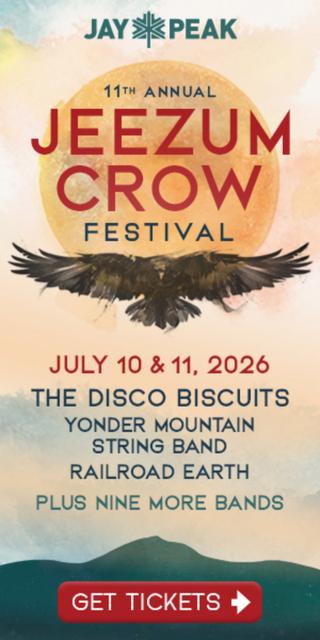 JAY PEAK
11TH ANNUAL
JEEZUM
CROW
FESTIVAL
JULY 10 & 11, 2026
THE DISCO BISCUITS
YONDER MOUNTAIN
STRING BAND
RAILROAD EARTH
PLUS NINE MORE BANDS
GET TICKETS